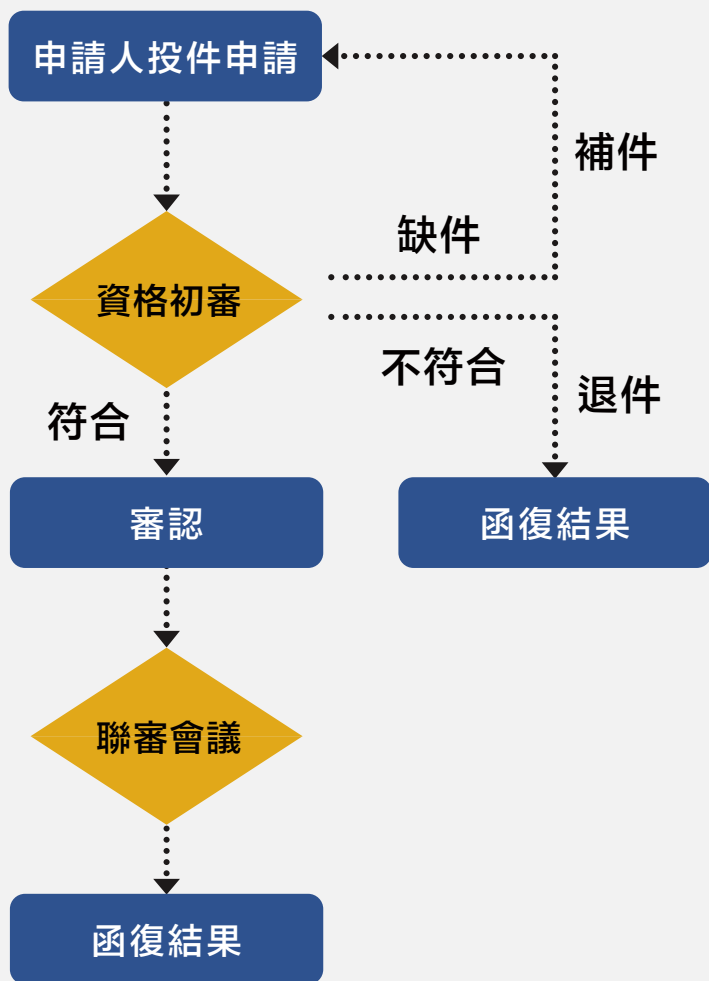 申請人投件申請
補件
缺件
資格初審
不符合
退件
符合
審認
函復結果
聯審會議
函復結果